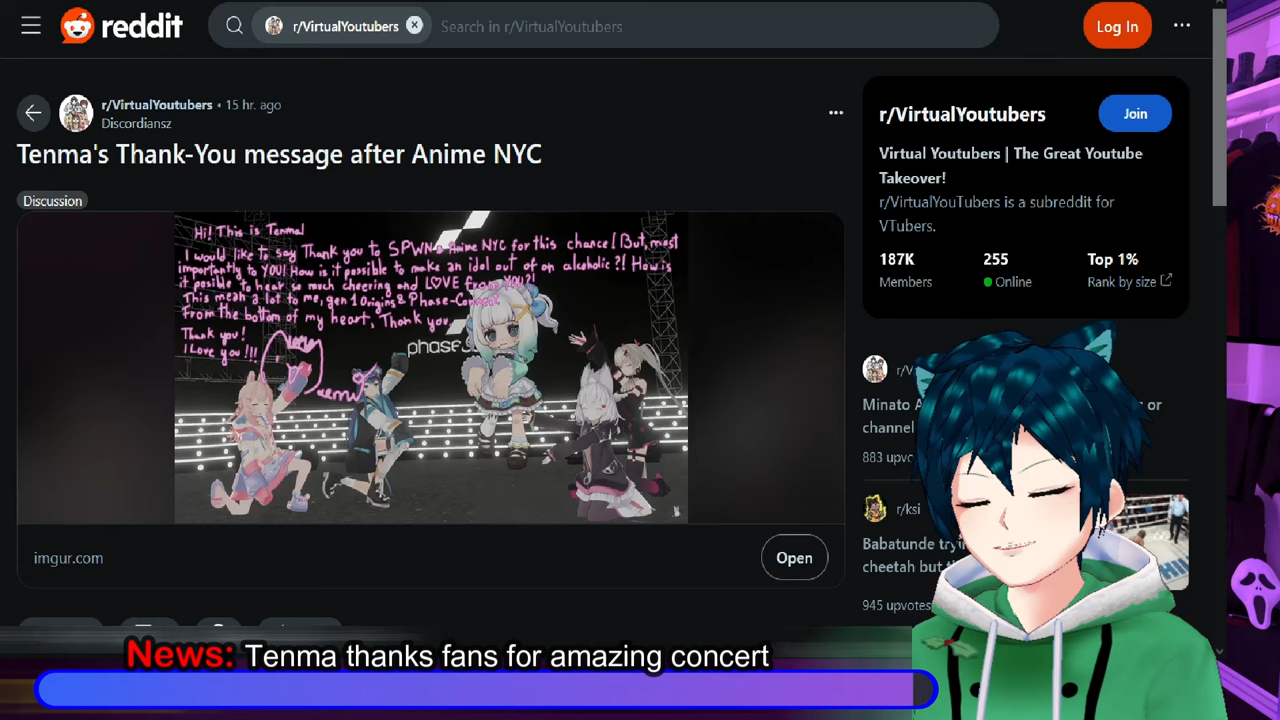 reddit
r/VirtualYoutubers
Search in r/VirtualYoutubers
Log In
r/VirtualYoutubers • 15 hr. ago
Discordiansz
Tenma's Thank-You message after Anime NYC
Discussion
Hi! This is Tenma!
I would like to say Thank you to SPWN & Anime NYC for this chance! But, most
importantly to YOU! How is it possible to make an idol out of an alcoholic?! How is
it posible to hear so much cheering and LOVE from YOU?!
This mean a lot to me, gen 1 Origins, & Phase-Connect
From the bottom of my heart, Thank you
Thank you!
I Love you!!!
phase
imgur.com
Open
r/VirtualYoutubers
Join
Virtual Youtubers | The Great Youtube
Takeover!
r/VirtualYouTubers is a subreddit for
VTubers.
187K
255
Top 1%
Members
Online
Rank by size
r/V
Minato A
or
channel
883 upvo
r/ksi
Babatunde tryi
cheetah but t
945 upvotes
News: Tenma thanks fans for amazing concert